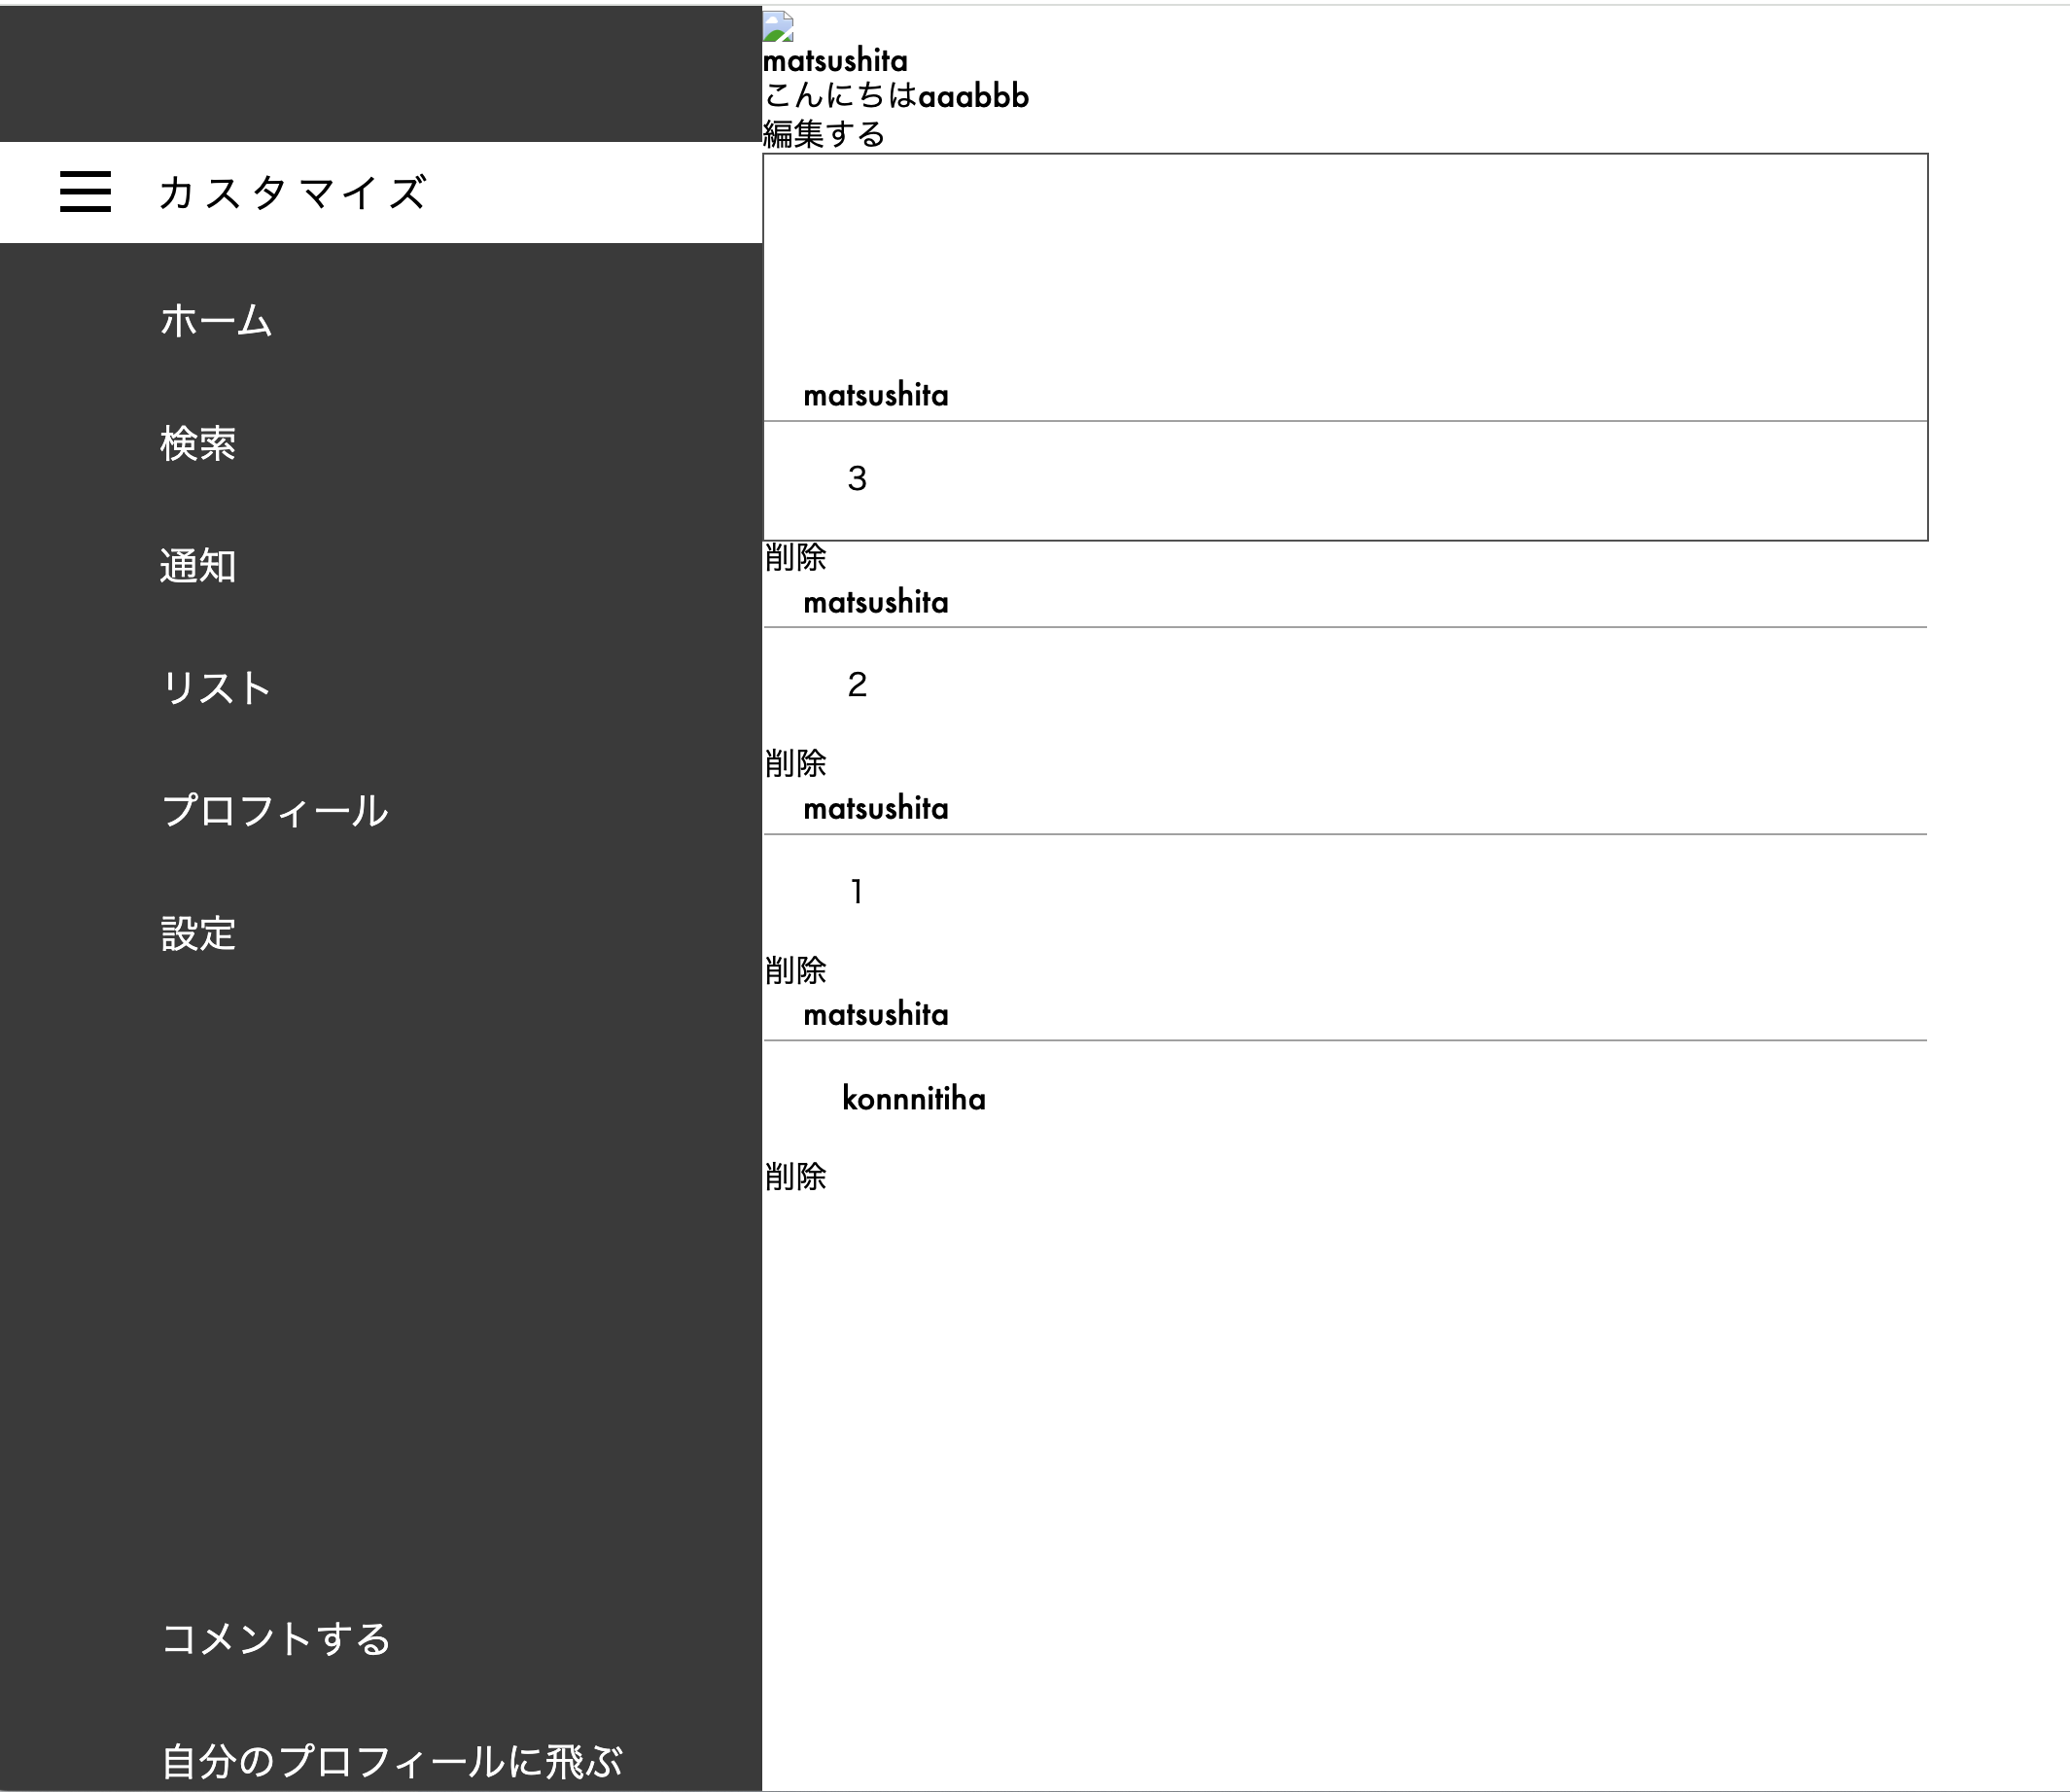 カスタマイズ
ホーム
検索
通知
リスト
プロフィール
設定
コメントする
自分のプロフィールに飛ぶ
matsushita
こんにちはaaabbb
編集する
matsushita
3
削除
matsushita
2
削除
matsushita
1
削除
matsushita
konnnitiha
削除